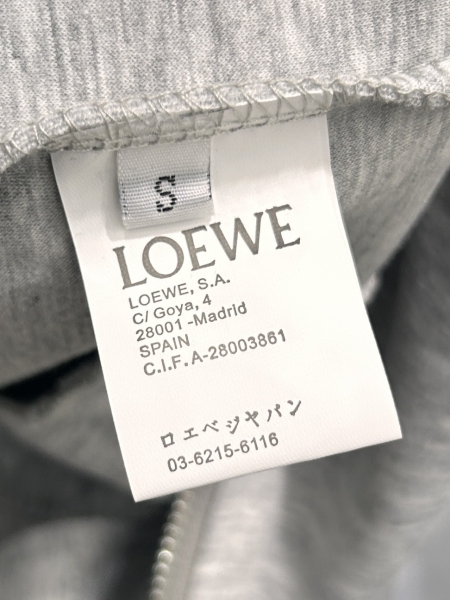 S
LOEWE
LOEWE, S.A.
C/ Goya, 4
28001 -Madrid
SPAIN
C.I.F.A-28003861
ロエベジャパン
03-6215-6116